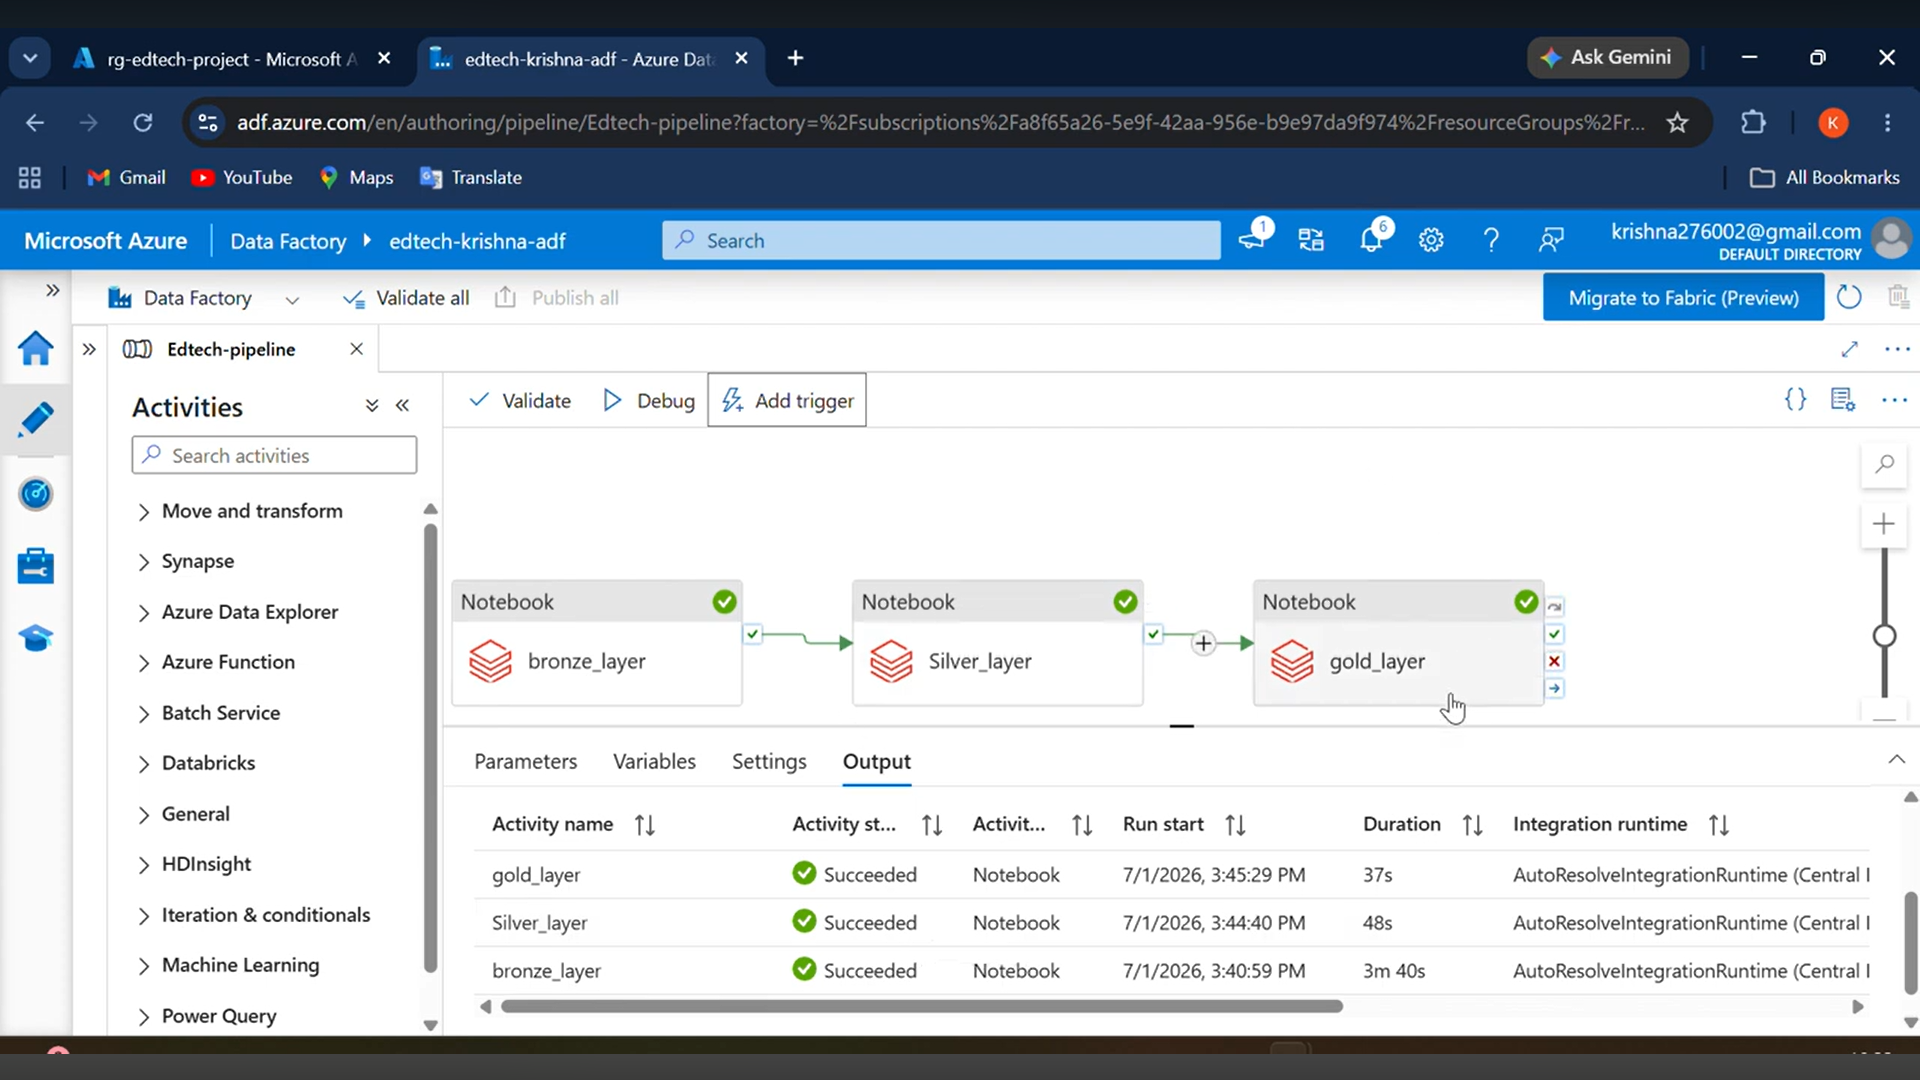 rg-edtech-project - Microsoft A
edtech-krishna-adf - Azure Dat
Ask Gemini
adf.azure.com/en/authoring/pipeline/Edtech-pipeline?factory=%2Fsubscriptions%2Fa8f65a26-5e9f-42aa-956e-b9e97da9f974%2FresourceGroups%2Fr...
K
Gmail
YouTube
Maps
Translate
All Bookmarks
Microsoft Azure
Data Factory
edtech-krishna-adf
Search
1
6
krishna276002@gmail.com
DEFAULT DIRECTORY
Data Factory
Validate all
Publish all
Migrate to Fabric (Preview)
Edtech-pipeline
Activities
Search activities
Move and transform
Synapse
Azure Data Explorer
Azure Function
Batch Service
Databricks
General
HDInsight
Iteration & conditionals
Machine Learning
Power Query
Validate
Debug
Add trigger
Notebook
bronze_layer
Notebook
Silver_layer
Notebook
gold_layer
Parameters Variables Settings Output
Activity name Activity st... Activit... Run start Duration Integration runtime
gold_layer Succeeded Notebook 7/1/2026, 3:45:29 PM 37s AutoResolveIntegrationRuntime (Central I
Silver_layer Succeeded Notebook 7/1/2026, 3:44:40 PM 48s AutoResolveIntegrationRuntime (Central I
bronze_layer Succeeded Notebook 7/1/2026, 3:40:59 PM 3m 40s AutoResolveIntegrationRuntime (Central I